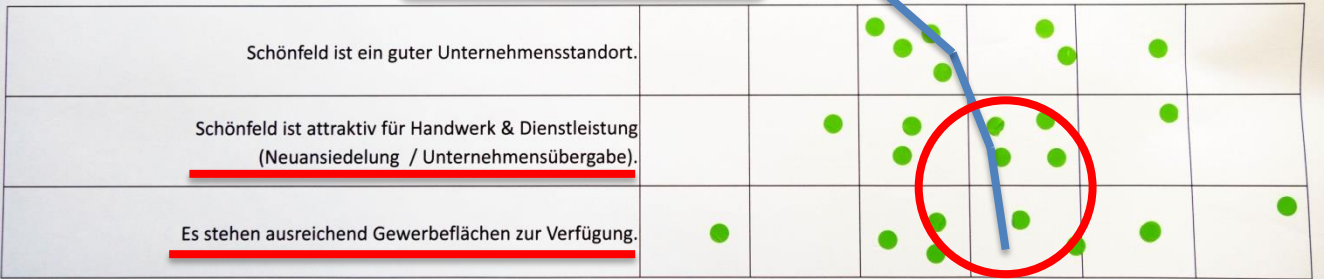 Schönfeld ist ein guter Unternehmensstandort.
Schönfeld ist attraktiv für Handwerk & Dienstleistung
(Neuansiedelung / Unternehmensübergabe).
Es stehen ausreichend Gewerbeflächen zur Verfügung.